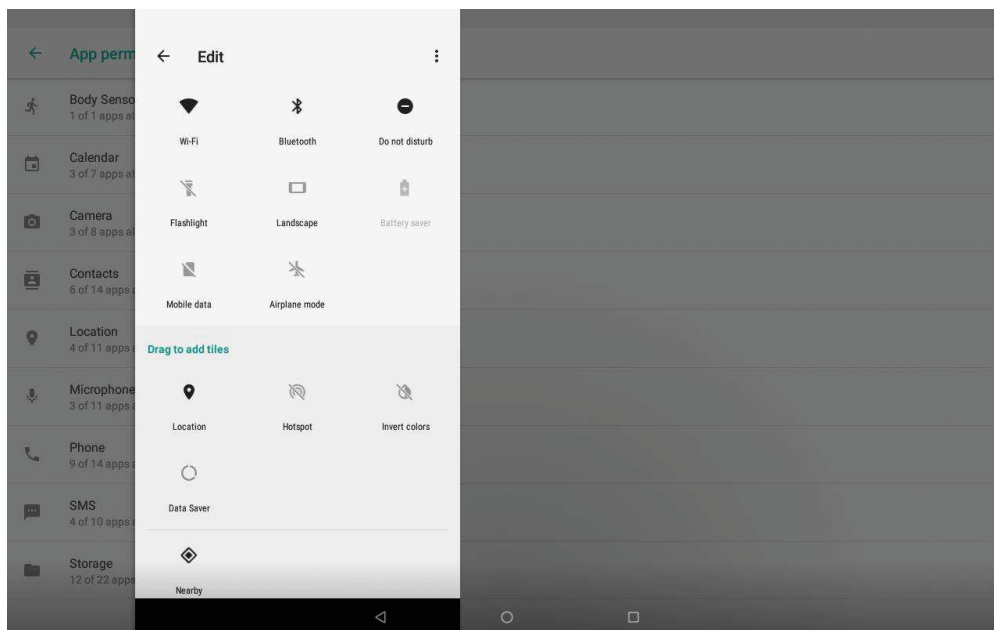 App perm
Edit
Body Senso
1 of 1 apps al
Calendar
3 of 7 apps al
Camera
3 of 8 apps al
Contacts
6 of 14 apps a
Location
4 of 11 apps a
Microphone
3 of 11 apps a
Phone
9 of 14 apps a
SMS
4 of 10 apps a
Storage
12 of 22 apps
Wi-Fi
Bluetooth
Do not disturb
Flashlight
Landscape
Battery saver
Mobile data
Airplane mode
Drag to add tiles
Location
Hotspot
Invert colors
Data Saver
Nearby